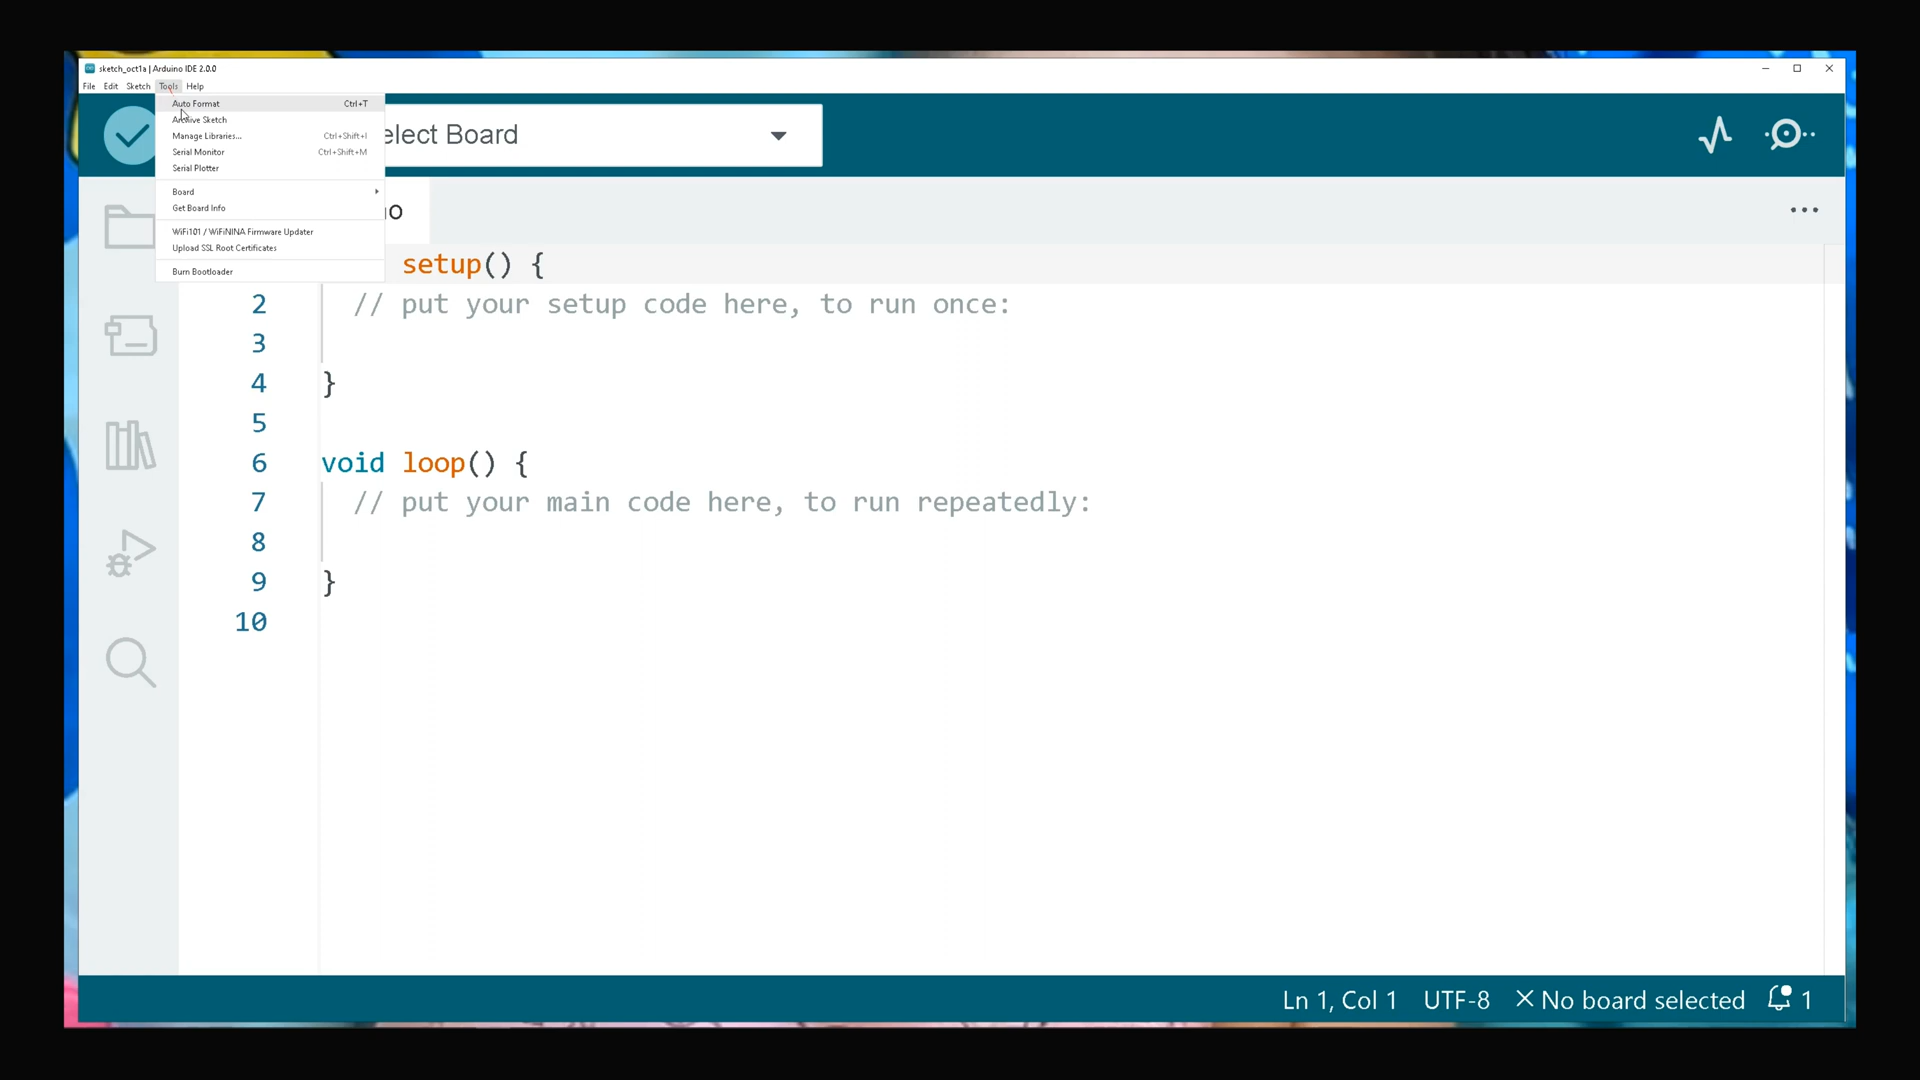 sketch_oct1a | Arduino IDE 2.0.0
File Edit Sketch Tools Help
Auto Format Ctrl+T
Archive Sketch
Manage Libraries... Ctrl+Shift+I
Serial Monitor Ctrl+Shift+M
Serial Plotter
Board
Get Board Info
WiFi101 / WiFiNINA Firmware Updater
Upload SSL Root Certificates
Burn Bootloader
elect Board
no
setup() {
2 // put your setup code here, to run once:
3
4 }
5
6 void loop() {
7 // put your main code here, to run repeatedly:
8
9 }
10
Ln 1, Col 1 UTF-8 No board selected 1